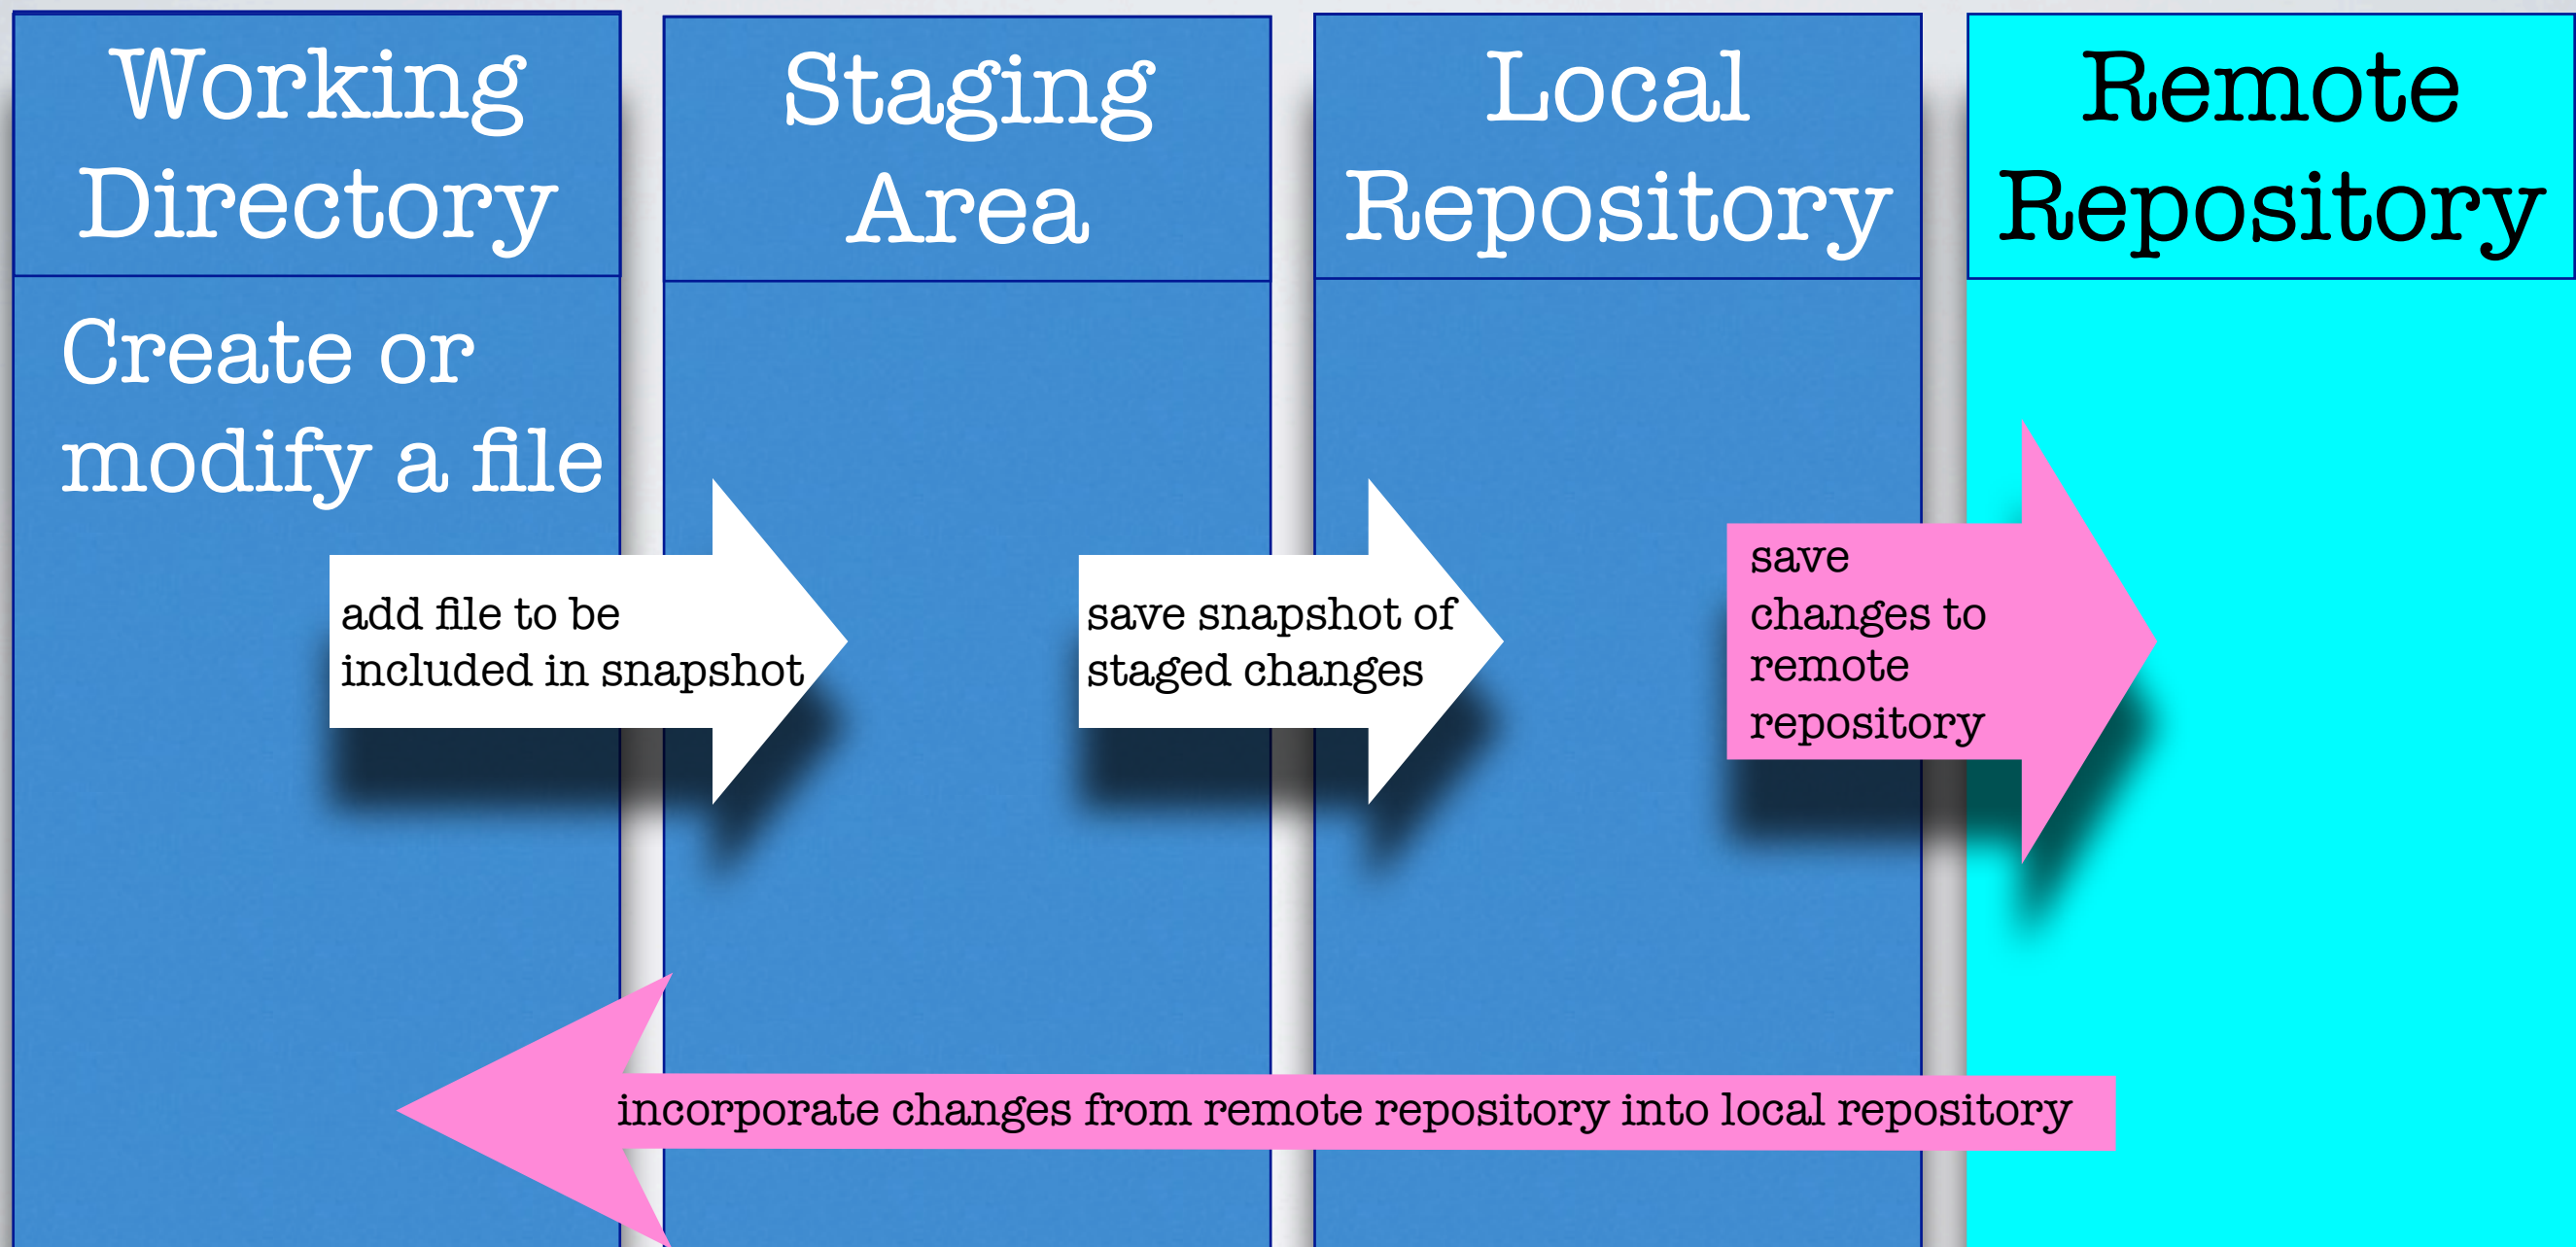 Working
Directory
Staging
Area
Local
Repository
Remote
Repository
Create or
modify a file
add file to be
included in snapshot
save snapshot of
staged changes
save
changes to
remote
repository
incorporate changes from remote repository into local repository